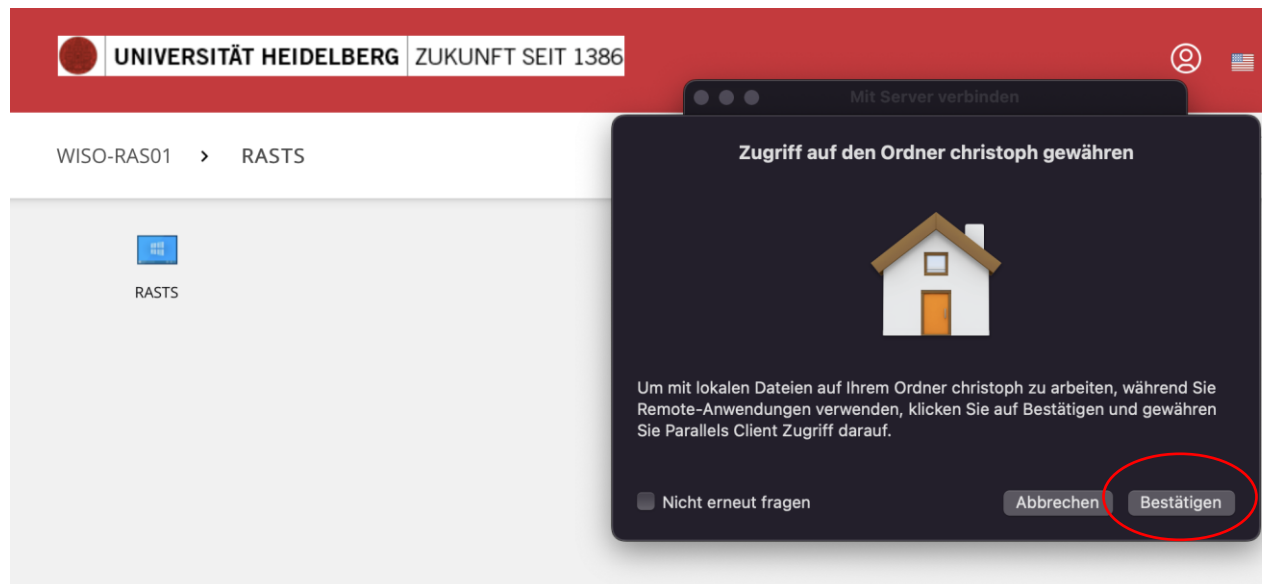 UNIVERSITÄT HEIDELBERG ZUKUNFT SEIT 1386
Mit Server verbinden
WISO-RAS01 > RASTS
RASTS
Zugriff auf den Ordner christoph gewähren
Um mit lokalen Dateien auf Ihrem Ordner christoph zu arbeiten, während Sie
Remote-Anwendungen verwenden, klicken Sie auf Bestätigen und gewähren
Sie Parallels Client Zugriff darauf.
Nicht erneut fragen
Abbrechen Bestätigen